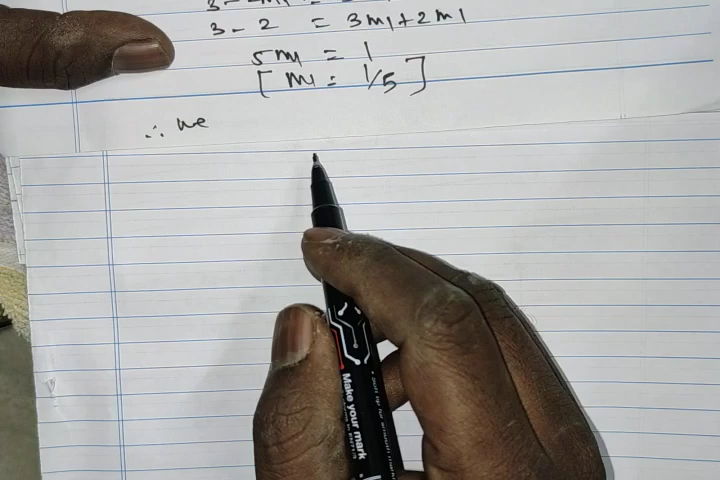 3 - 2 = 3m1 + 2m1
5m1 = 1
[ m1 = 1/5 ]
∴ we
Make your mark